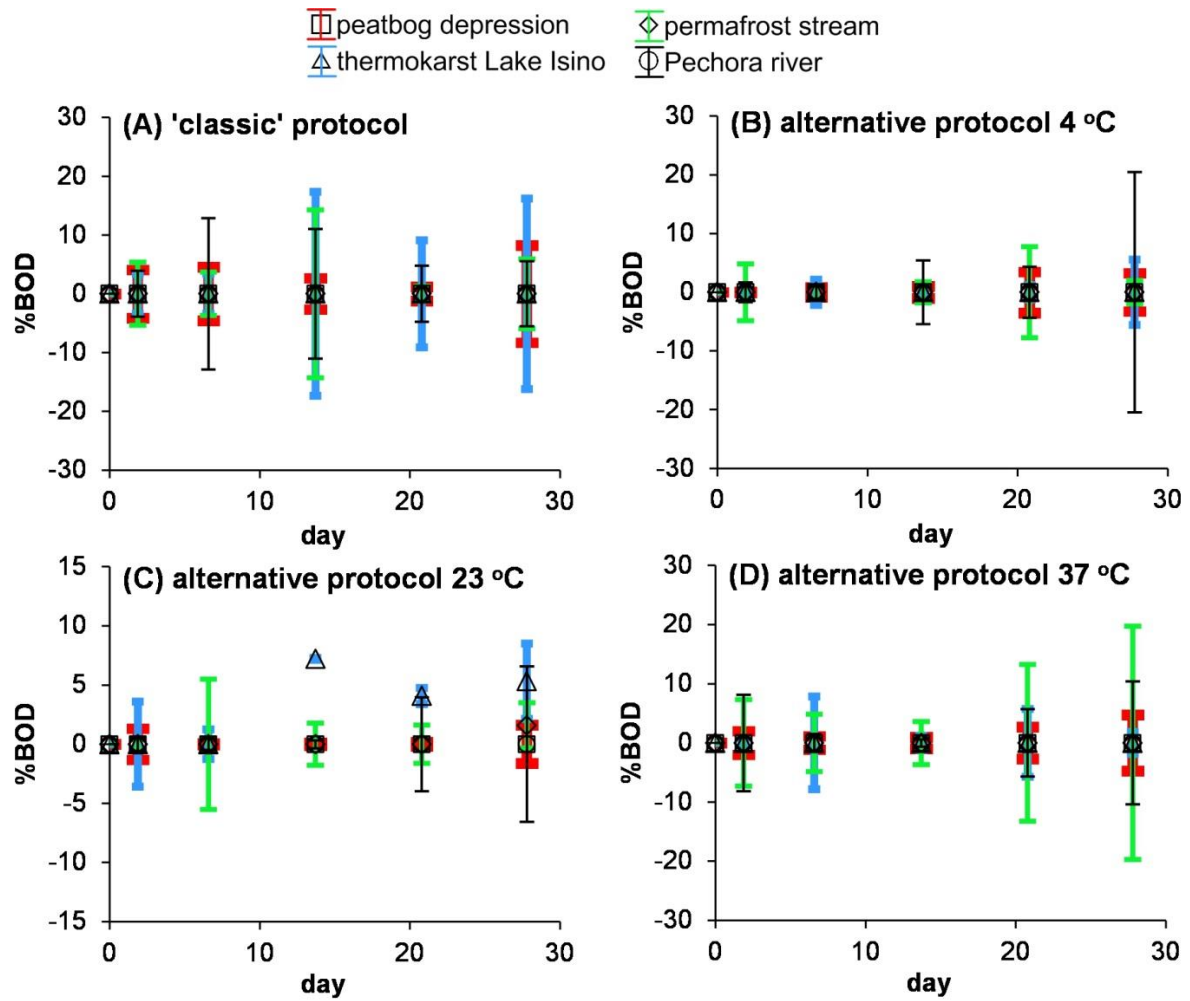 peatbog depression permafrost stream
thermokarst Lake Isino Pechora river
(A) 'classic' protocol
30
20
10
0
-10
-20
-30
%BOD
0 10 20 30
day
(B) alternative protocol 4 °C
30
20
10
0
-10
-20
-30
%BOD
0 10 20 30
day
(C) alternative protocol 23 °C
15
10
5
0
-5
-10
-15
%BOD
0 10 20 30
day
(D) alternative protocol 37 °C
30
20
10
0
-10
-20
-30
%BOD
0 10 20 30
day